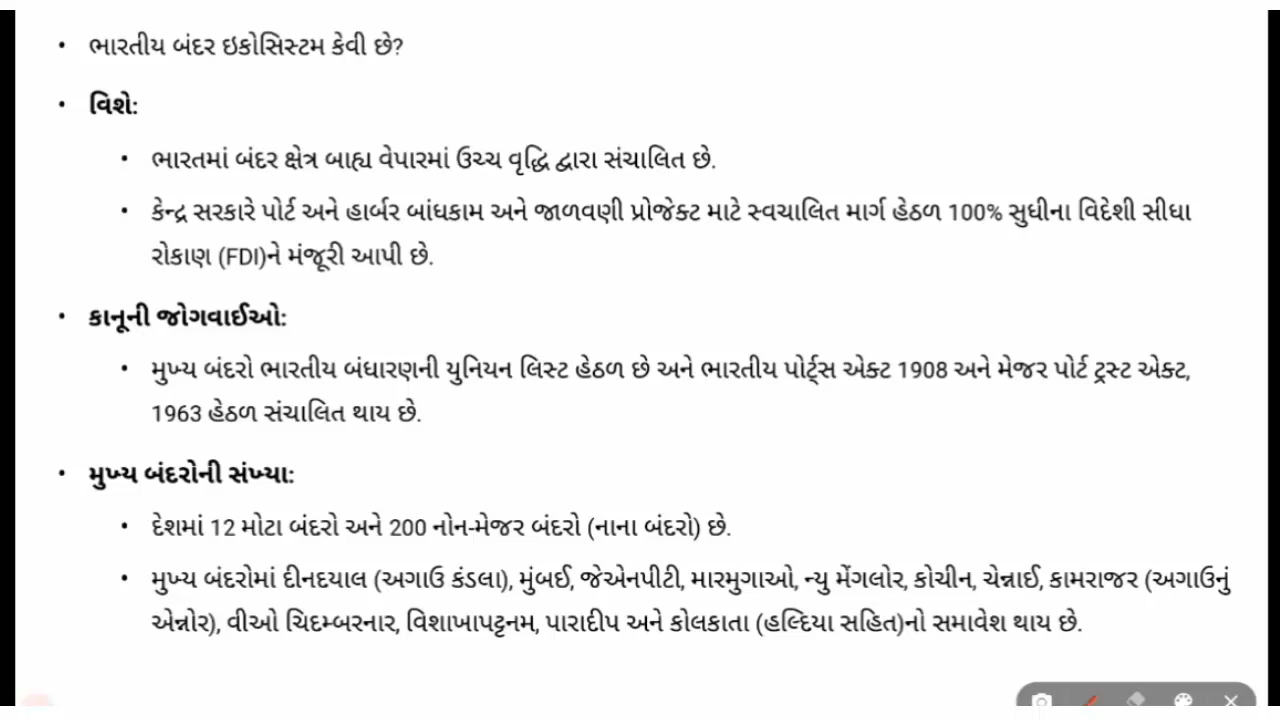 • ભારતીય બંદર ઇકોસિસ્ટમ કેવી છે?
• વિશે:
• ભારતમાં બંદર ક્ષેત્ર બાહ્ય વેપારમાં ઉચ્ચ વૃદ્ધિ દ્વારા સંચાલિત છે.
• કેન્દ્ર સરકારે પોર્ટ અને હાર્બર બાંધકામ અને જાળવણી પ્રોજેક્ટ માટે સ્વચાલિત માર્ગ હેઠળ 100% સુધીના વિદેશી સીધા
રોકાણ (FDI)ને મંજૂરી આપી છે.
• કાનૂની જોગવાઈઓ:
• મુખ્ય બંદરો ભારતીય બંધારણની યુનિયન લિસ્ટ હેઠળ છે અને ભારતીય પોર્ટ્સ એક્ટ 1908 અને મેજર પોર્ટ ટ્રસ્ટ એક્ટ,
1963 હેઠળ સંચાલિત થાય છે.
• મુખ્ય બંદરોની સંખ્યા:
• દેશમાં 12 મોટા બંદરો અને 200 નોન-મેજર બંદરો (નાના બંદરો) છે.
• મુખ્ય બંદરોમાં દીનદયાલ (અગાઉ કંડલા), મુંબઈ, જેએનપીટી, મારમુગાઓ, ન્યુ મેંગલોર, કોચીન, ચેન્નાઈ, કામરાજર (અગાઉનું
એન્નોર), વીઓ ચિદમ્બરનાર, વિશાખાપટ્ટનમ, પારાદીપ અને કોલકાતા (હલ્દિયા સહિત)નો સમાવેશ થાય છે.